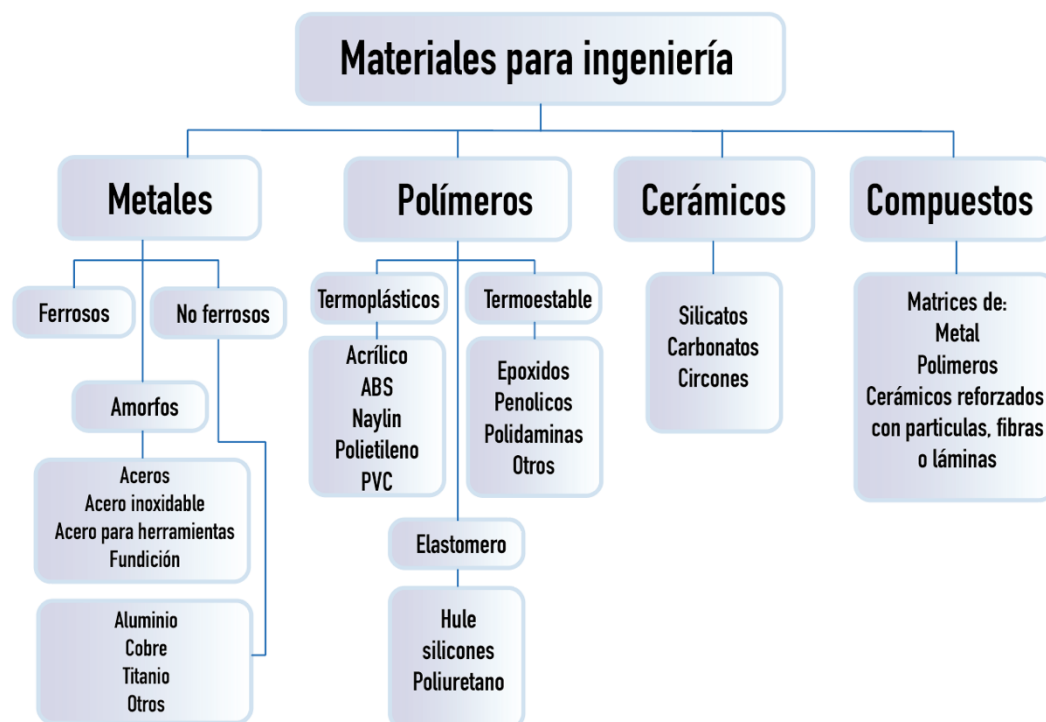 Materiales para ingeniería
Metales
Polímeros
Cerámicos
Compuestos
Ferrosos
No ferrosos
Amorfos
Aceros
Acero inoxidable
Acero para herramientas
Fundición
Aluminio
Cobre
Titanio
Otros
Termoplásticos
Termoestable
Acrílico
ABS
Naylin
Polietileno
PVC
Epoxidos
Penolicos
Polidaminas
Otros
Elastomero
Hule
silicones
Poliuretano
Silicatos
Carbonatos
Circones
Matrices de:
Metal
Polimeros
Cerámicos reforzados
con particulas, fibras
o láminas